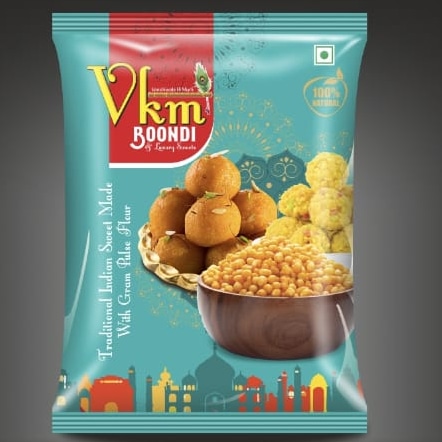 Vkm
BOONDI
& Luxury Sweets
100%
NATURAL
Traditional Indian Sweet Made
With Gram Pulse Flour